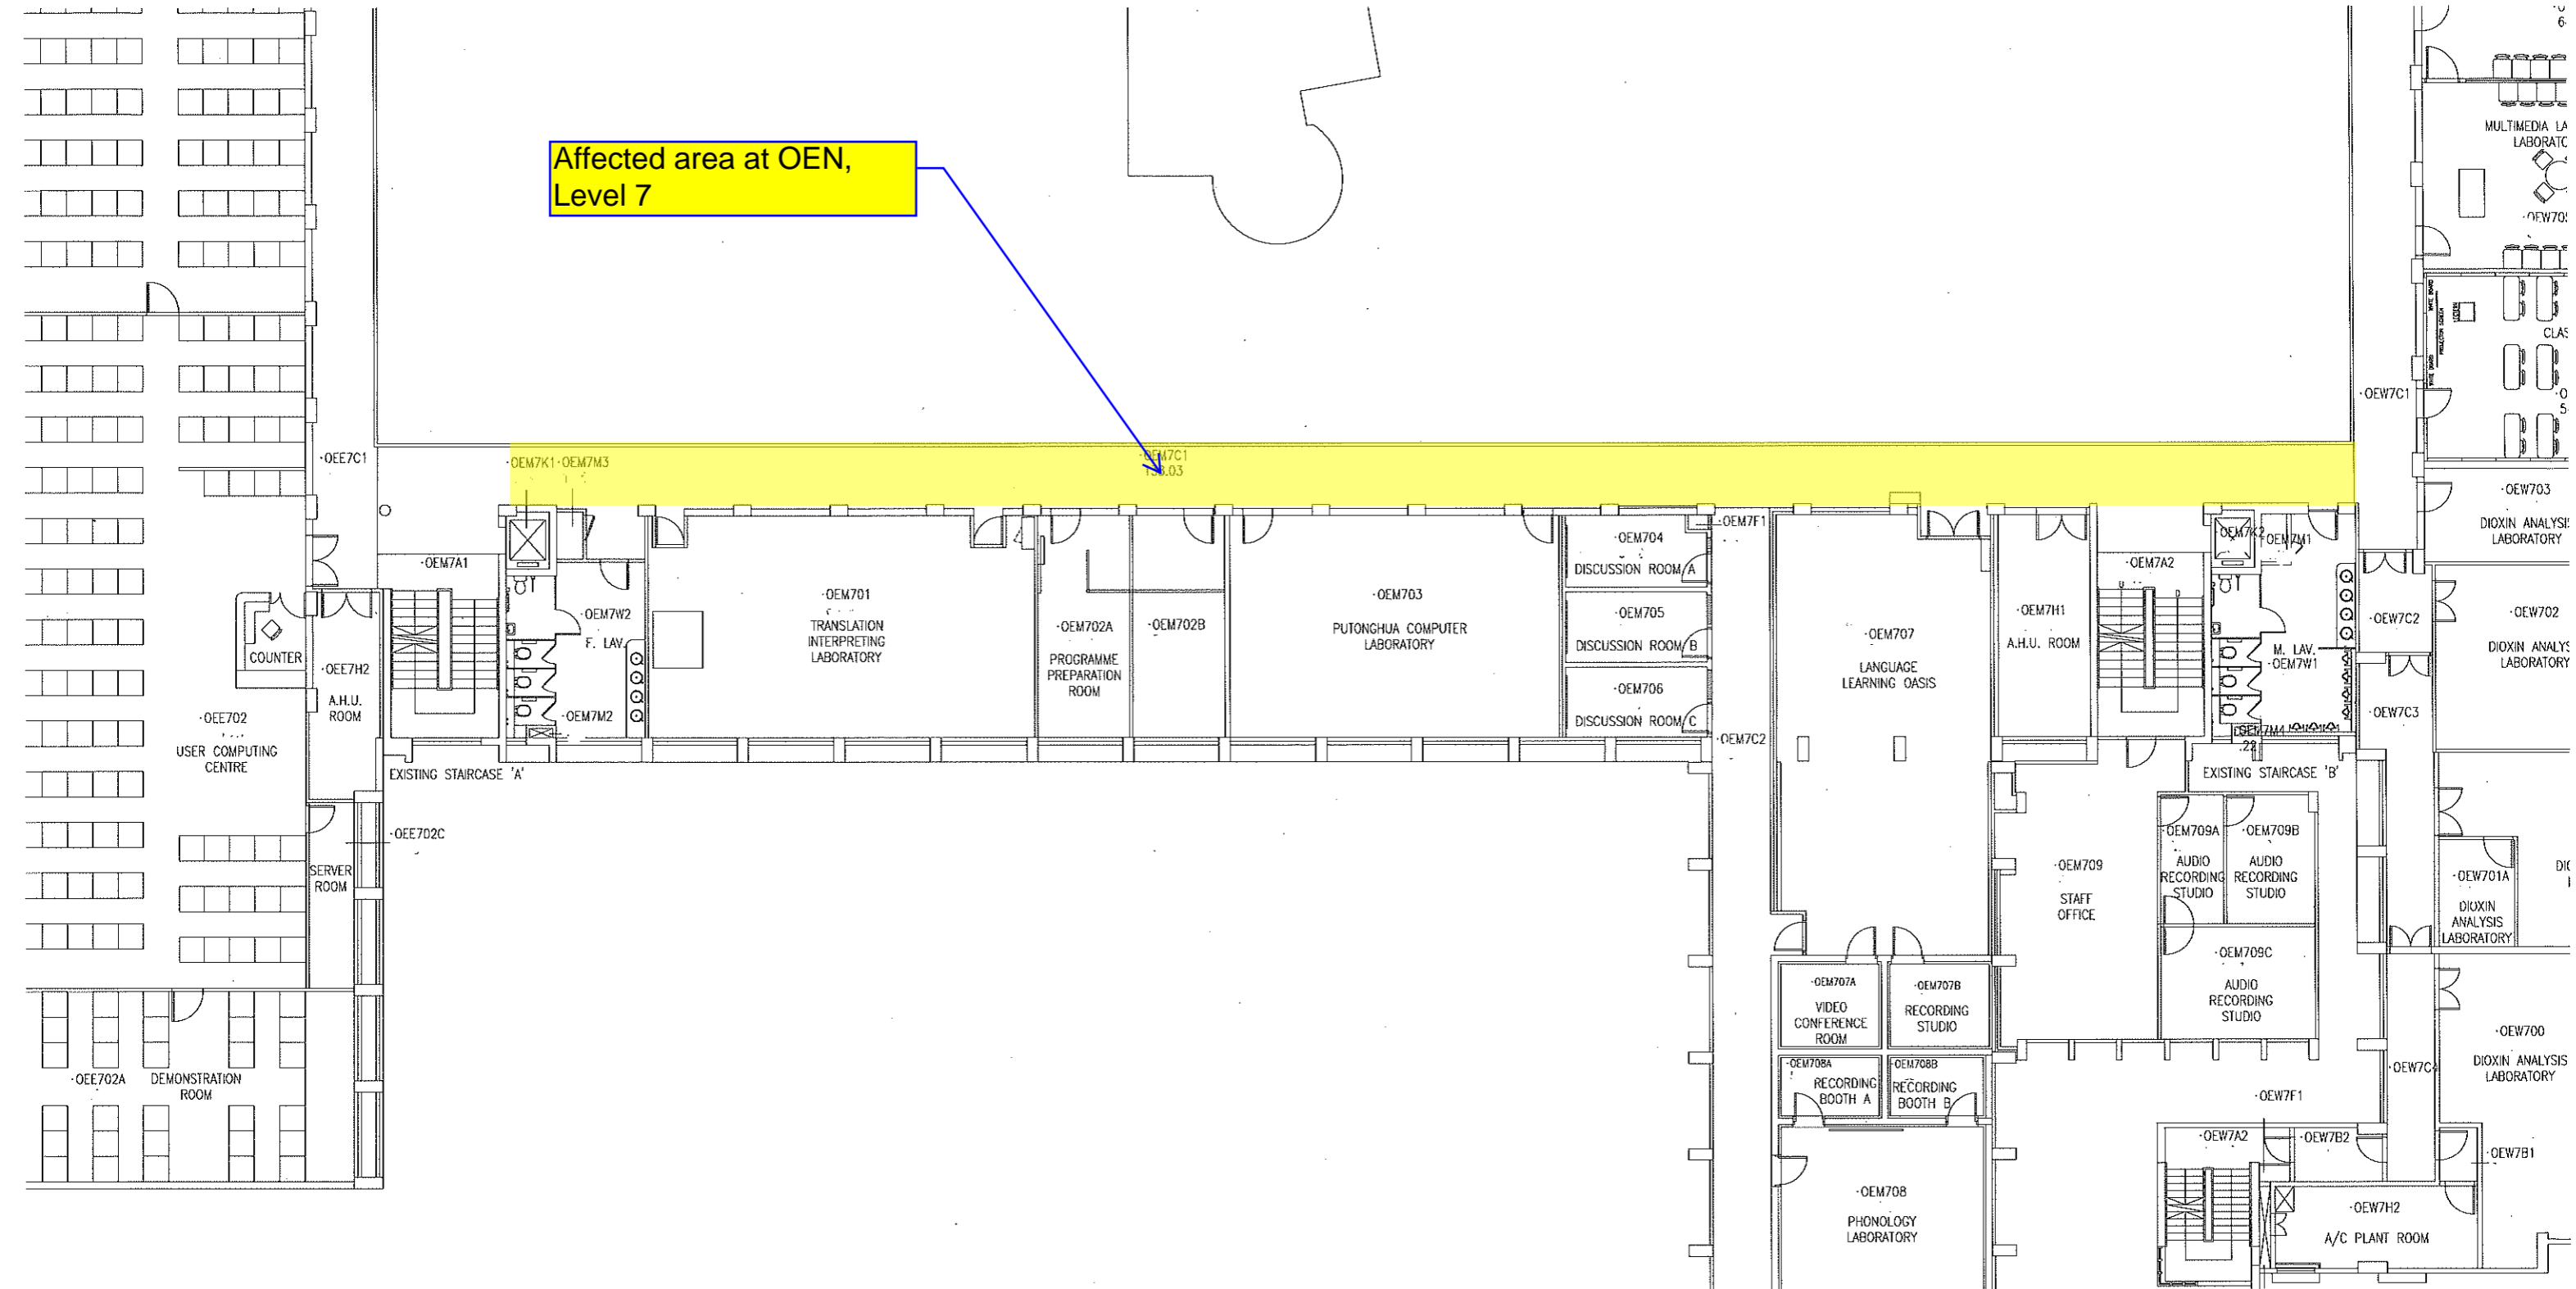 Affected area at OEN,
Level 7
MULTIMEDIA
·OEE7C1
·OEM7K1
·OEM7M3
·OEM7C1
·OEW7C1
·OEW703
DIOXIN ANALYSIS
LABORATORY
·OEM7A1
·OEM7W2
F. LAV.
·OEM7M2
·OEM701
TRANSLATION
INTERPRETING
LABORATORY
·OEM702A
PROGRAMME
PREPARATION
ROOM
·OEM702B
·OEM703
PUTONGHUA COMPUTER
LABORATORY
·OEM704
DISCUSSION ROOM A
·OEM705
DISCUSSION ROOM B
·OEM706
DISCUSSION ROOM C
·OEM7F1
·OEM7C2
·OEM707
LANGUAGE
LEARNING OASIS
·OEM7H1
A.H.U. ROOM
·OEM7A2
·OEM7K2
·OEM7M1
M. LAV.
·OEM7W1
·OEW7C2
·OEW7C3
·OEW702
LABORATORY
COUNTER
·OEE7H2
A.H.U.
ROOM
·OEE702
USER COMPUTING
CENTRE
EXISTING STAIRCASE 'A'
EXISTING STAIRCASE 'B'
·OEE702C
SERVER
ROOM
·OEM709
STAFF
OFFICE
·OEM709A
AUDIO
RECORDING
STUDIO
·OEM709B
AUDIO
RECORDING
STUDIO
·OEM709C
AUDIO
RECORDING
STUDIO
·OEW701A
DIOXIN
ANALYSIS
LABORATORY
·OEM707A
VIDEO
CONFERENCE
ROOM
·OEM707B
RECORDING
STUDIO
·OEM708A
RECORDING
BOOTH A
·OEM708B
RECORDING
BOOTH B
·OEM708
PHONOLOGY
LABORATORY
·OEE702A
DEMONSTRATION
ROOM
·OEW700
DIOXIN ANALYSIS
LABORATORY
·OEW7F1
·OEW7A2
·OEW7B2
·OEW7B1
·OEW7H2
A/C PLANT ROOM